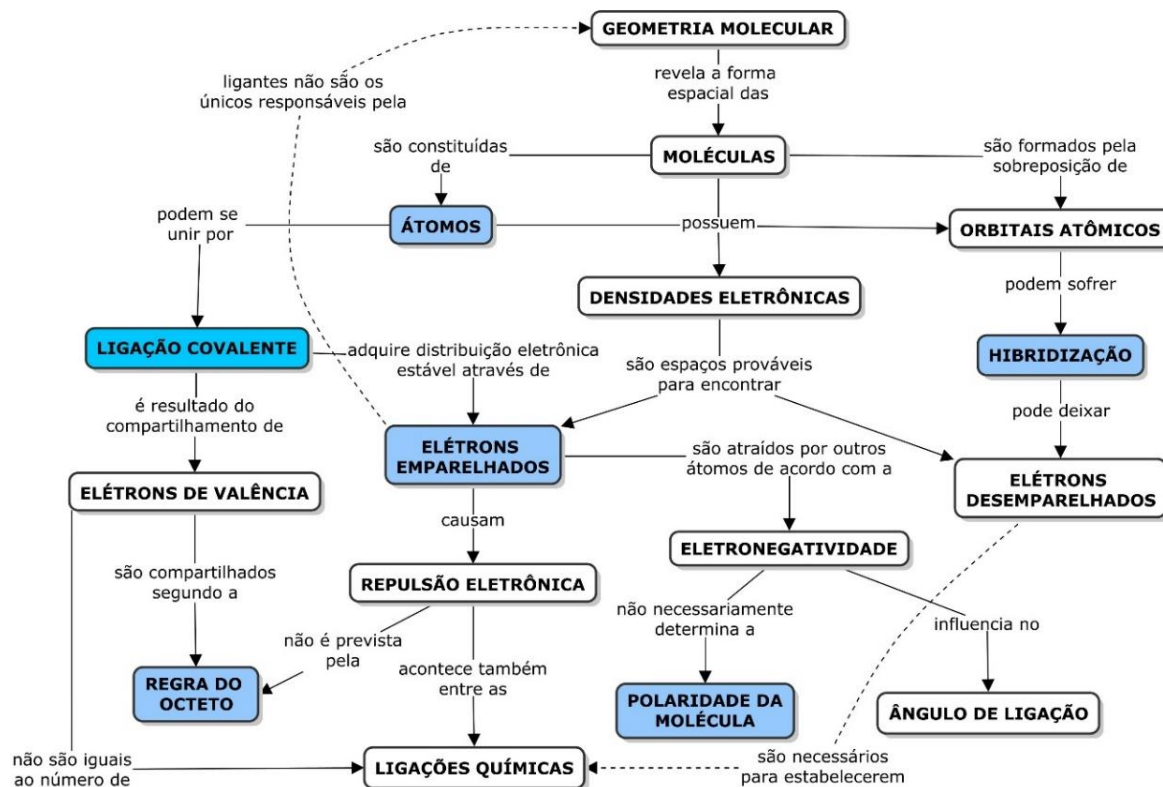 GEOMETRIA MOLECULAR
ligantes não são os
únicos responsáveis pela
revela a forma
espacial das
são constituídas
de
MOLÉCULAS
são formados pela
sobreposição de
podem se
unir por
ÁTOMOS
possuem
ORBITAIS ATÔMICOS
DENSIDADES ELETRÔNICAS
podem sofrer
LIGAÇÃO COVALENTE
adquire distribuição eletrônica
estável através de
são espaços prováveis
para encontrar
HIBRIDIZAÇÃO
é resultado do
compartilhamento de
pode deixar
ELÉTRONS
EMPARELHADOS
são atraídos por outros
átomos de acordo com a
ELÉTRONS DE VALÊNCIA
ELÉTRONS
DESEMPARELHADOS
causam
ELETRONEGATIVIDADE
são compartilhados
segundo a
REPULSÃO ELETRÔNICA
não necessariamente
determina a
influencia no
não é prevista
pela
acontece também
entre as
REGRA DO
OCTETO
POLARIDADE DA
MOLÉCULA
ÂNGULO DE LIGAÇÃO
não são iguais
ao número de
LIGAÇÕES QUÍMICAS
são necessários
para estabelecerem